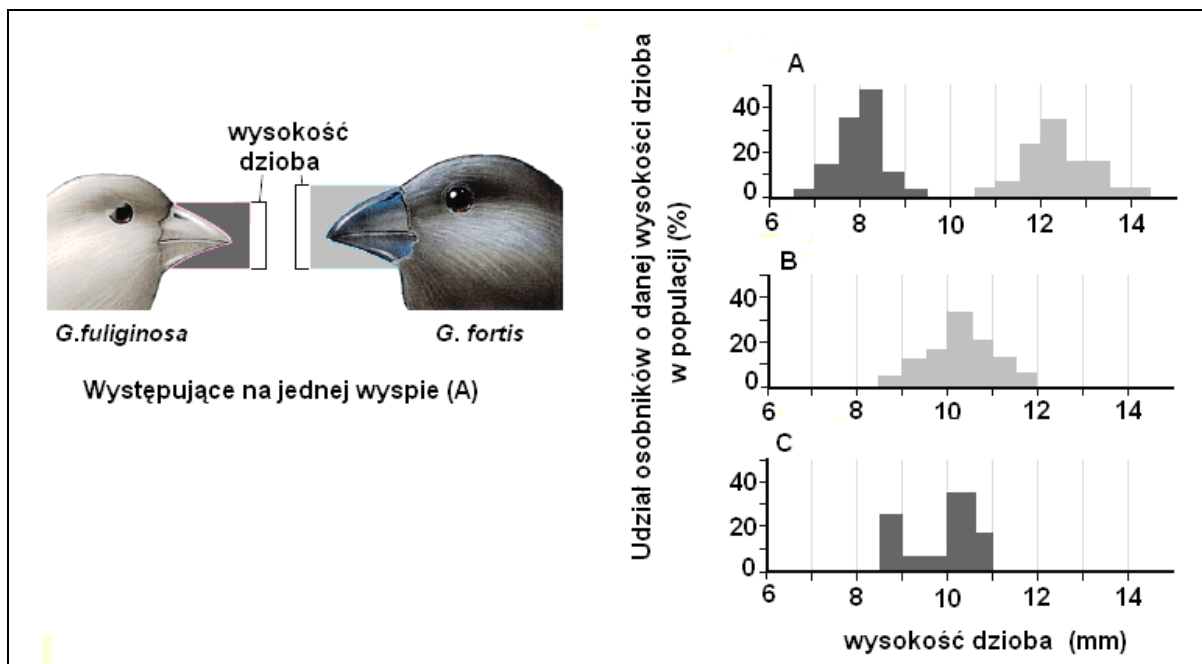 wysokość
dzioba
G.fuliginosa
G. fortis
Występujące na jednej wyspie (A)
Udział osobników o danej wysokości dzioba
w populacji (%)
A
40
20
0
6 8 10 12 14
B
40
20
0
6 8 10 12 14
C
40
20
0
6 8 10 12 14
wysokość dzioba (mm)